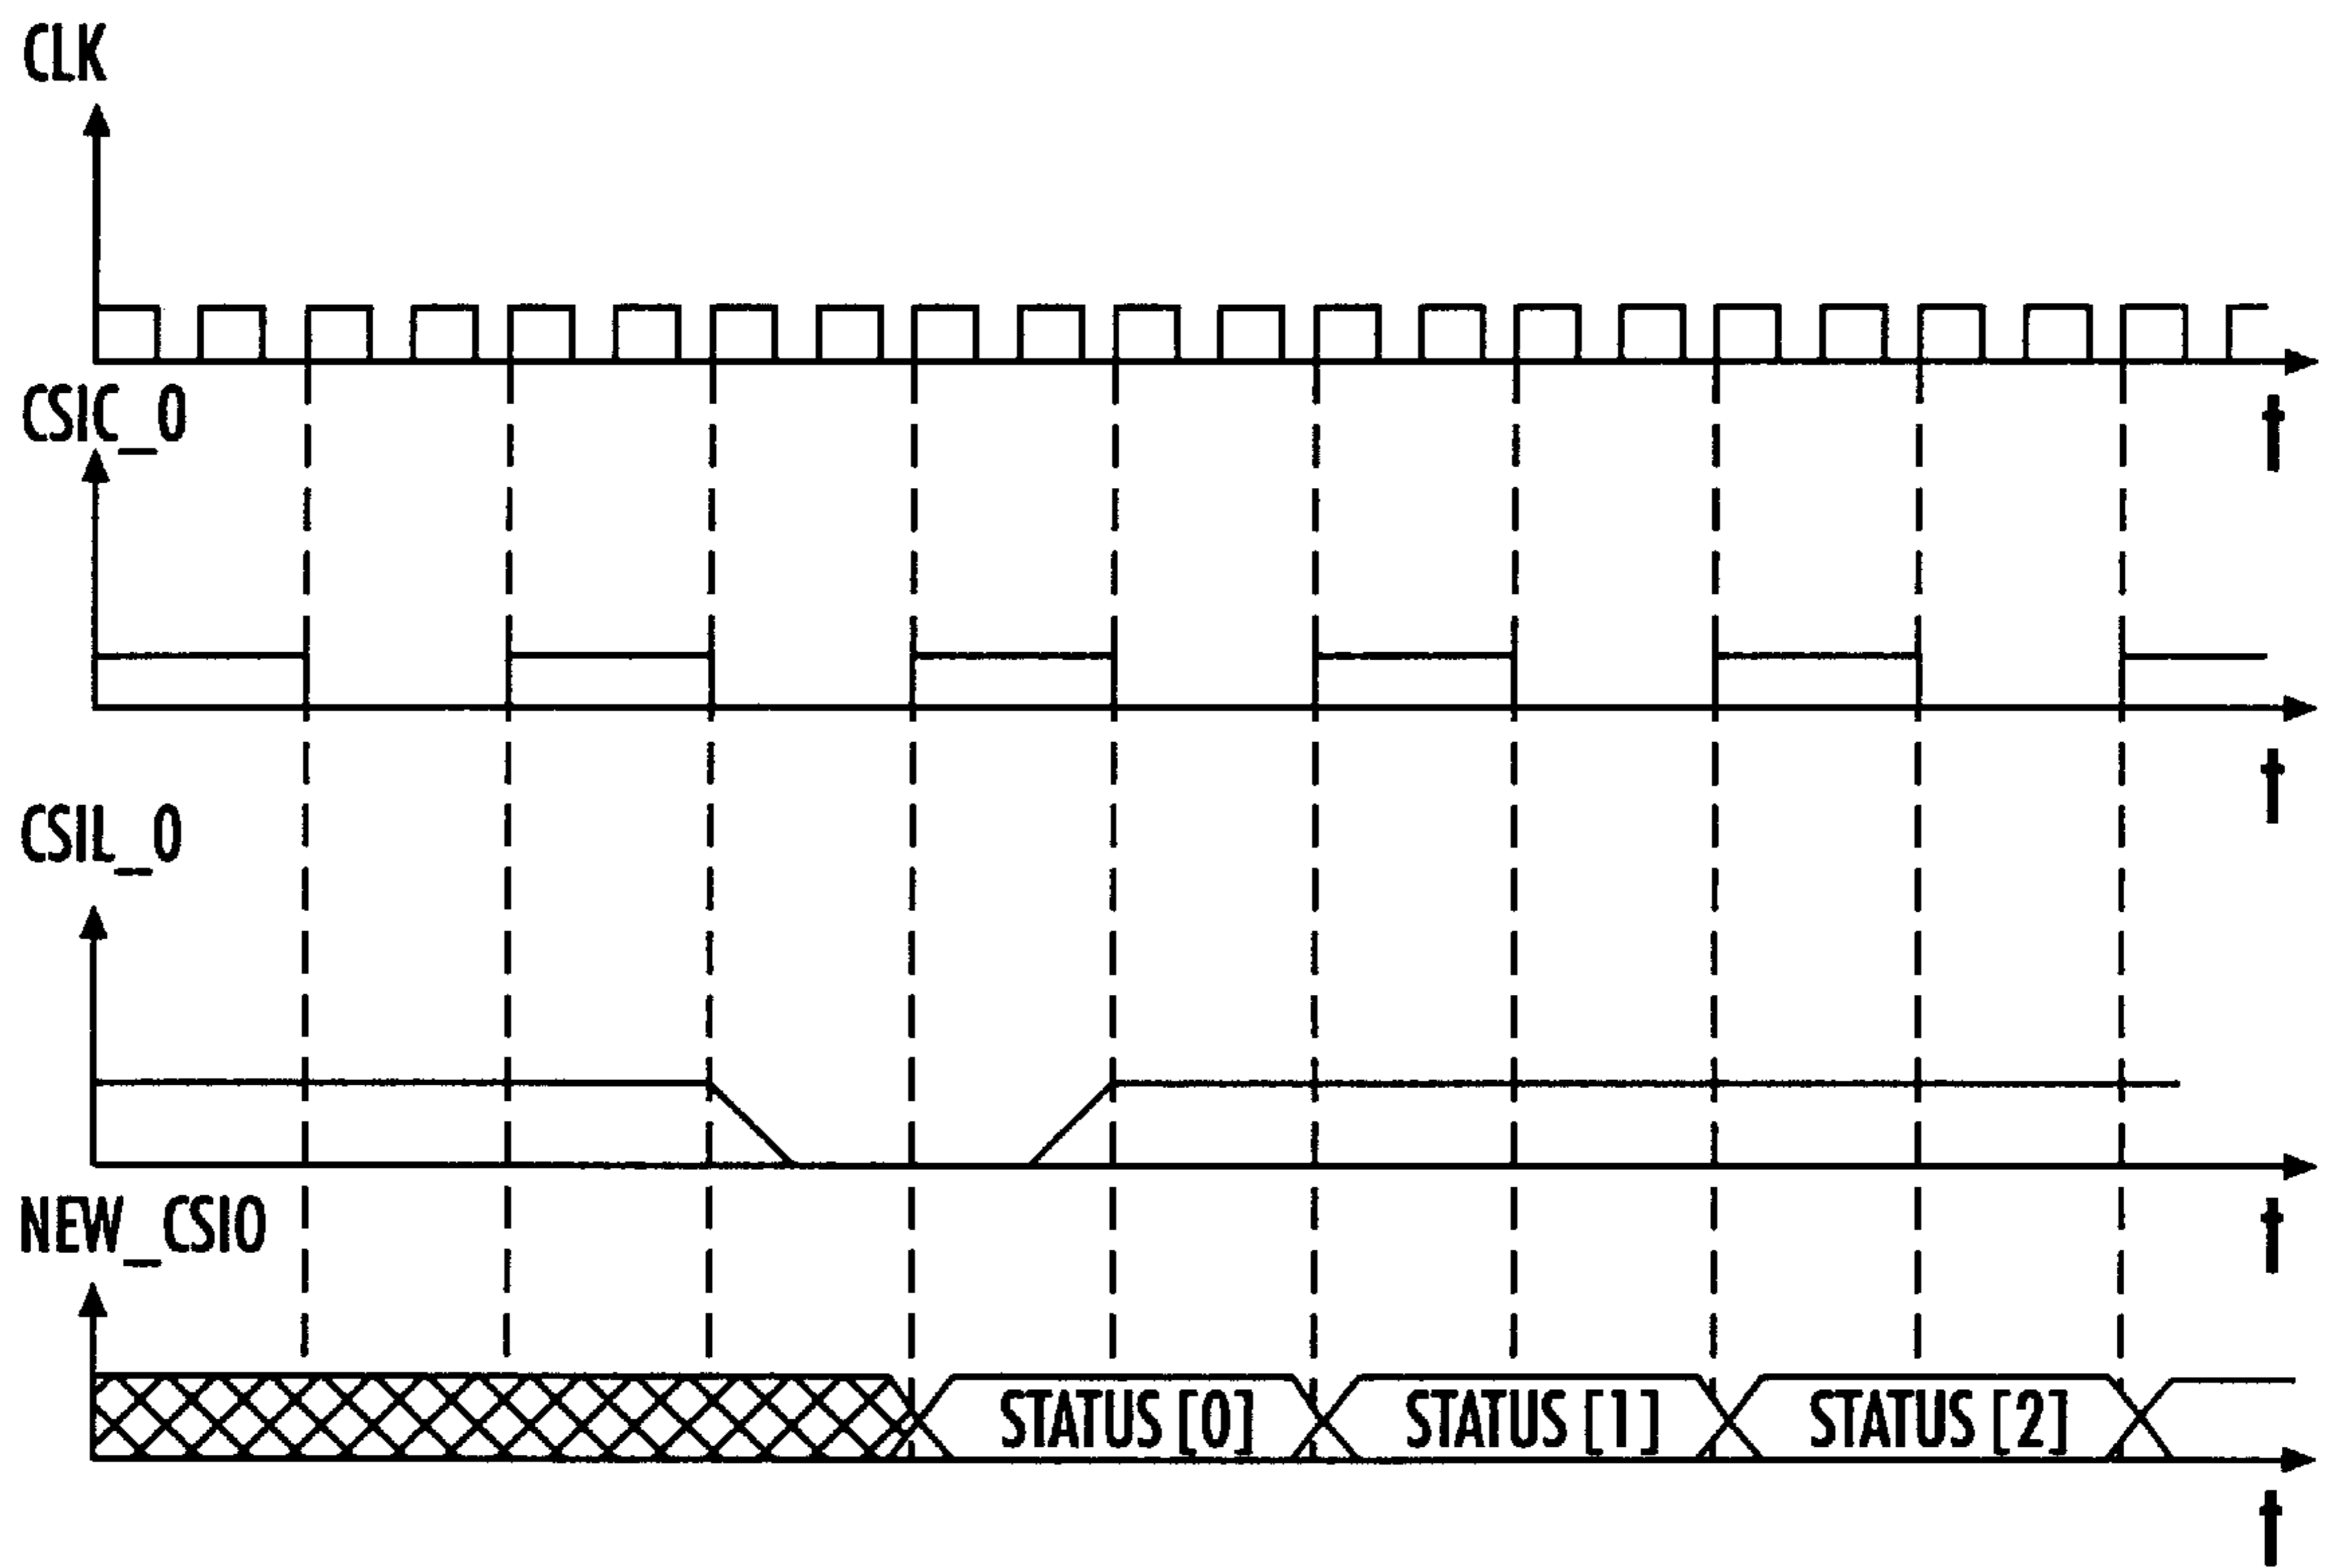 CLK
CSIC_0
t
CSIL_0
t
NEW_CSIO
t
STATUS [0] STATUS [1] STATUS [2]
t